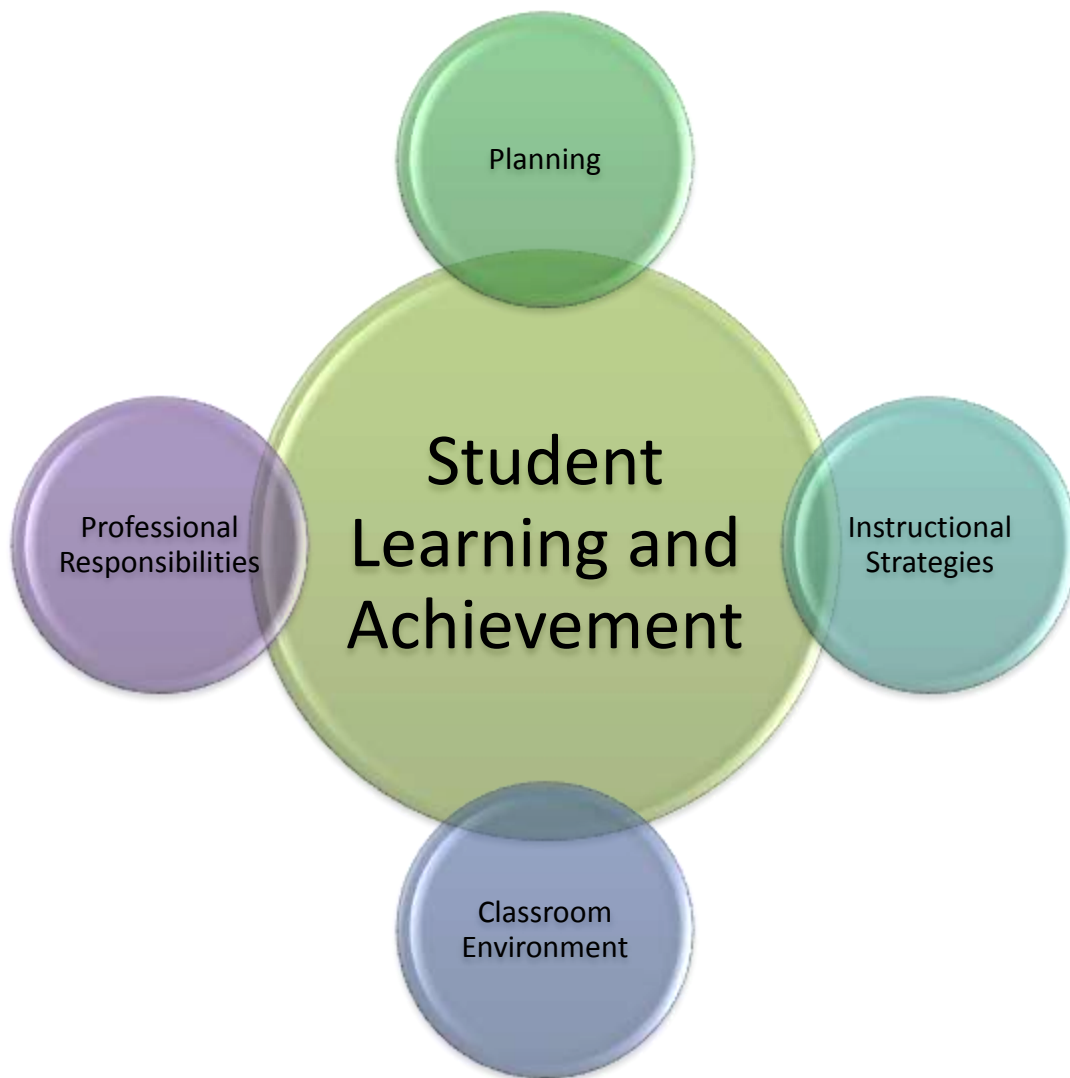 Planning
Student
Learning and
Achievement
Professional
Responsibilities
Instructional
Strategies
Classroom
Environment